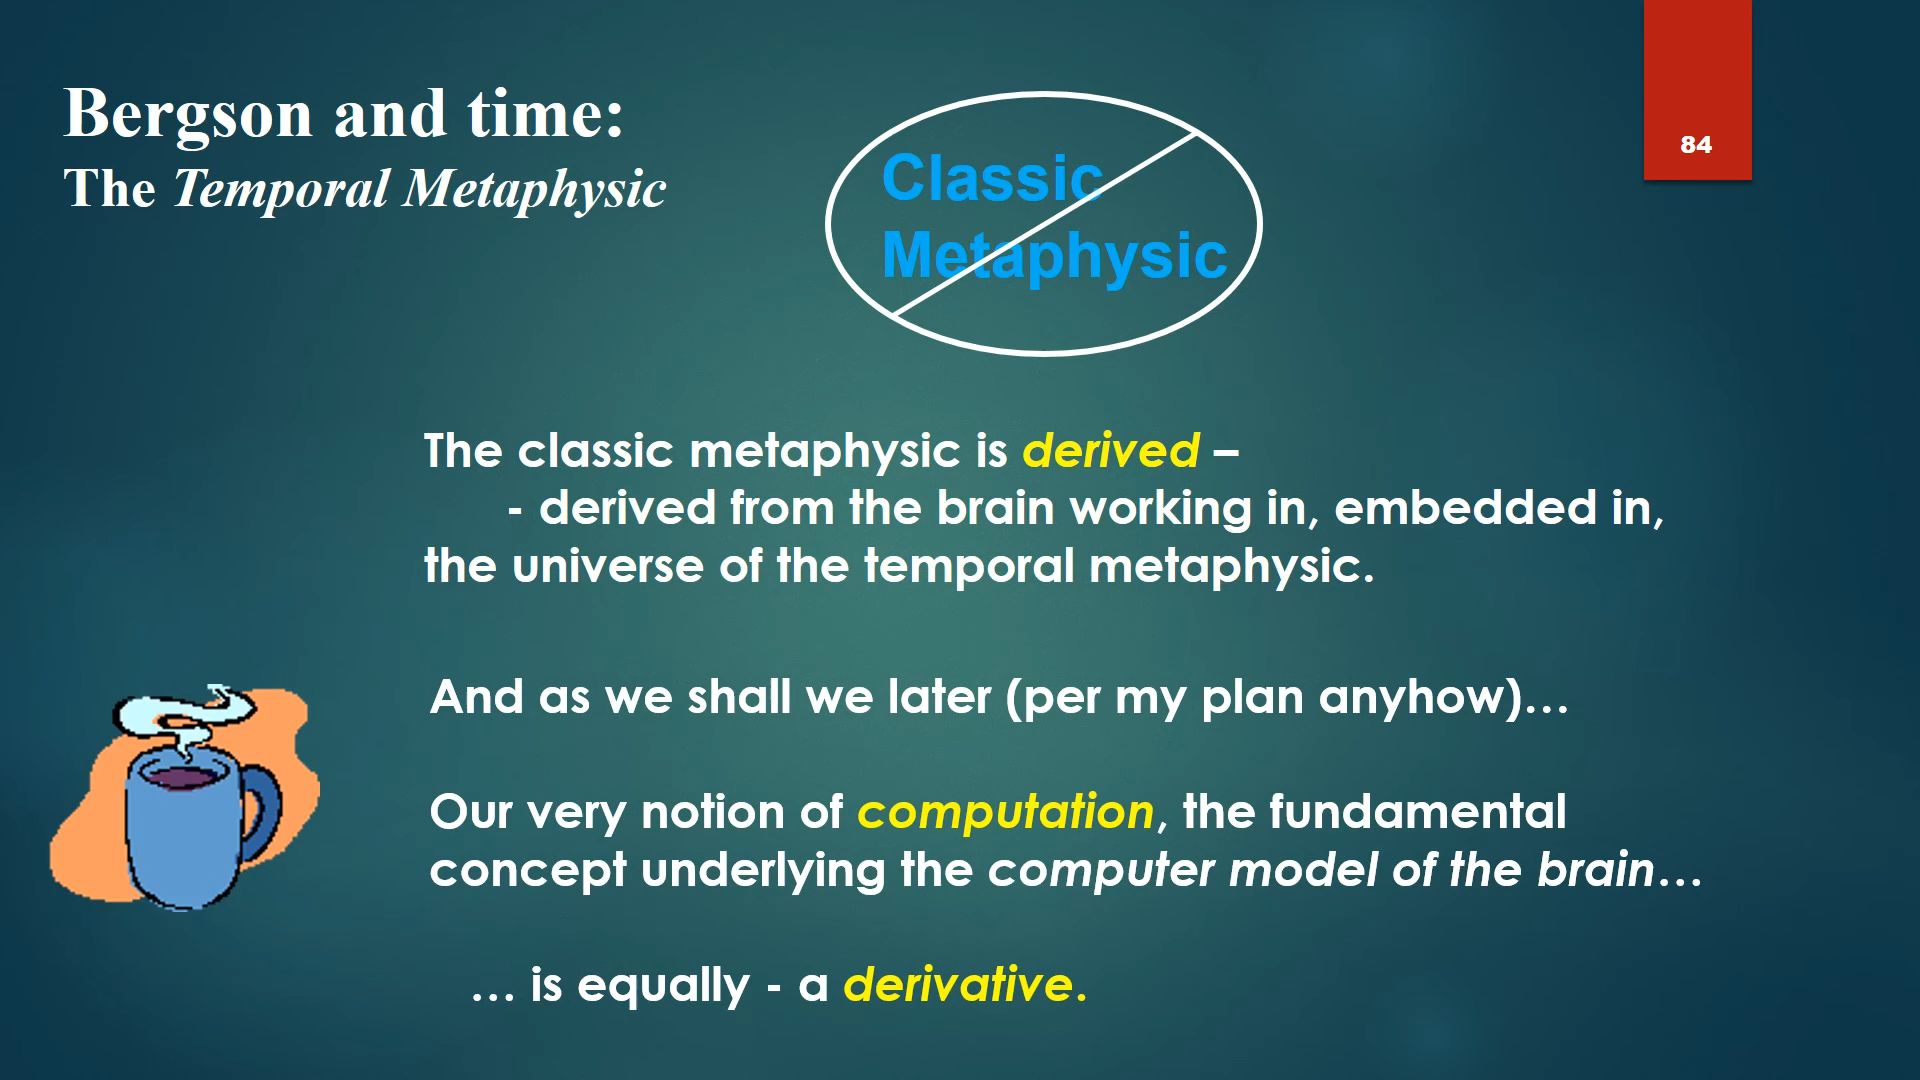 Bergson and time:
The Temporal Metaphysic
Classic
Metaphysic
84
The classic metaphysic is derived –
- derived from the brain working in, embedded in,
the universe of the temporal metaphysic.
And as we shall we later (per my plan anyhow)…
Our very notion of computation, the fundamental
concept underlying the computer model of the brain…
… is equally - a derivative.